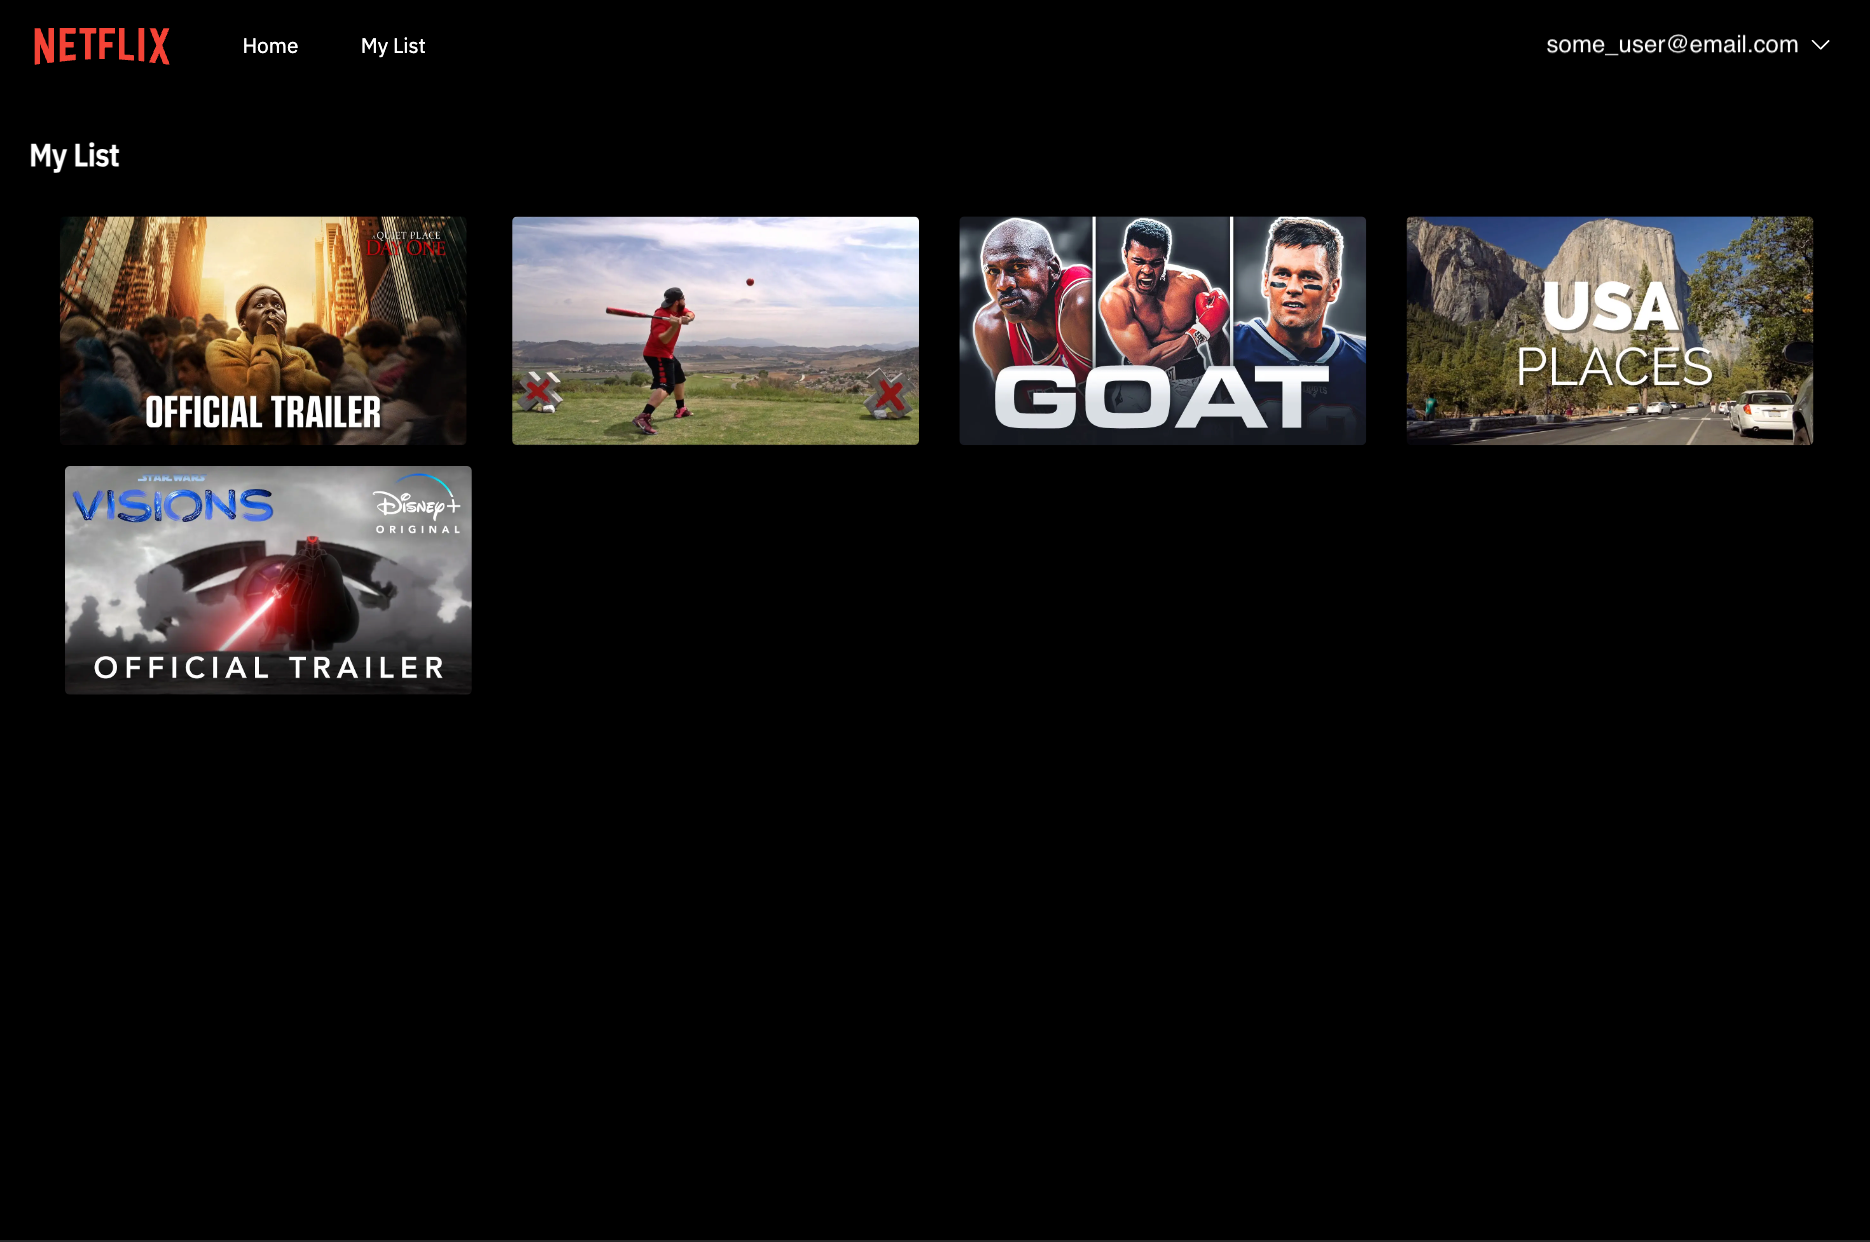 NETFLIX
Home
My List
some_user@email.com
My List
A QUIET PLACE
DAY ONE
OFFICIAL TRAILER
GOAT
USA
PLACES
STAR WARS
VISIONS
Disney+
ORIGINAL
OFFICIAL TRAILER